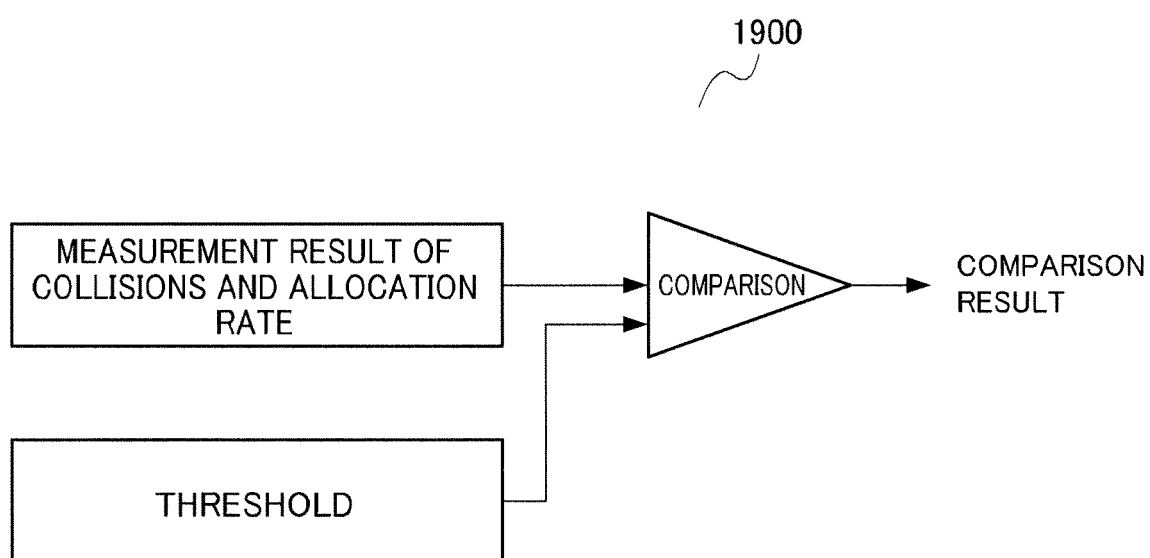 1900
MEASUREMENT RESULT OF
COLLISIONS AND ALLOCATION
RATE
COMPARISON
COMPARISON
RESULT
THRESHOLD